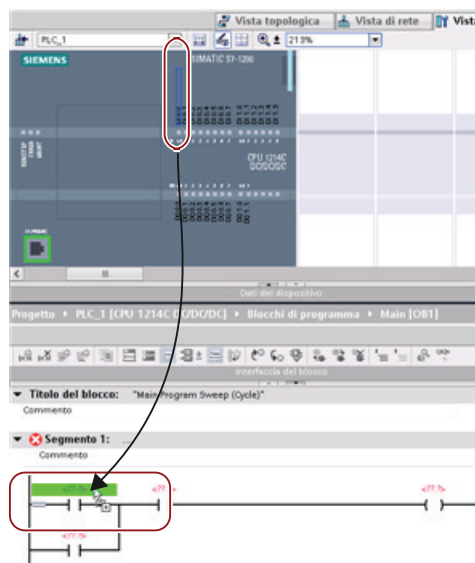 Vista topologica
Vista di rete
Vista
PLC_1
213%
SIEMENS
SIMATIC S7-1200
CPU 1214C
DC/DC/DC
Dati del dispositivo
Progetto PLC_1 [CPU 1214C DC/DC/DC] Blocchi di programma Main [OB1]
Interfaccia del blocco
Titolo del blocco: "Main Program Sweep (Cycle)"
Commento
Segmento 1: ....
Commento
<??.?>
<??.?>
<??.?>
<??.?>